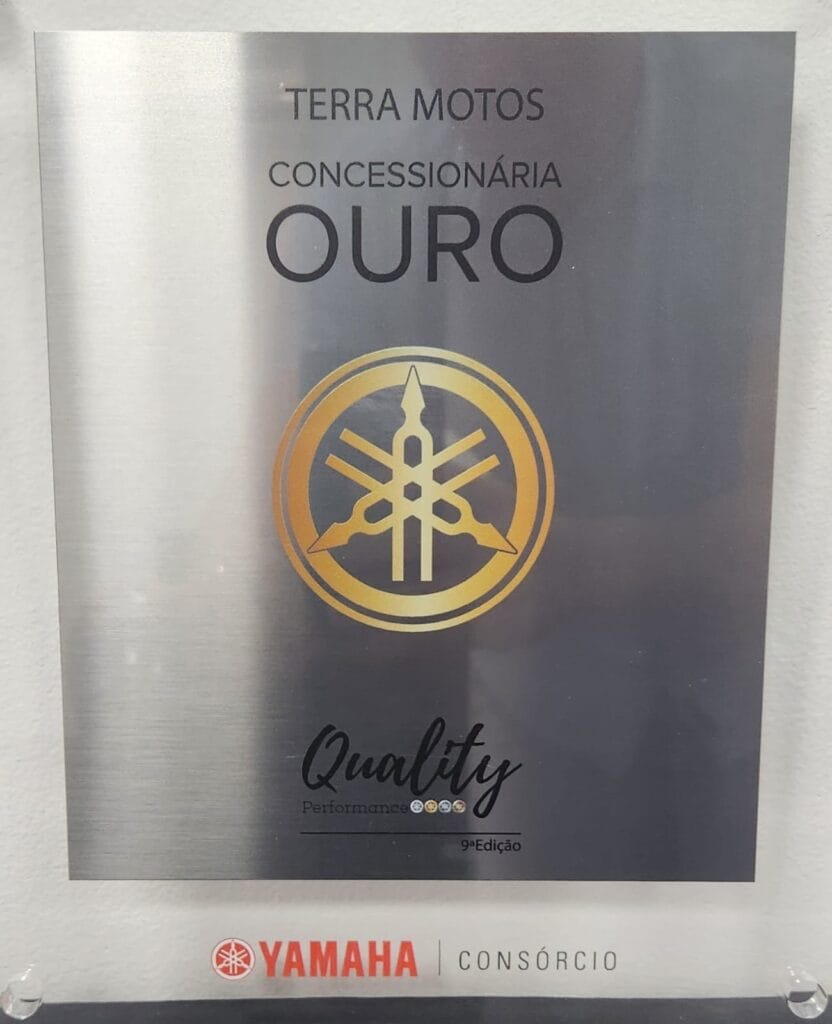 TERRA MOTOS
CONCESSIONÁRIA
OURO
Quality
Performance
9ªEdição
YAMAHA | CONSÓRCIO